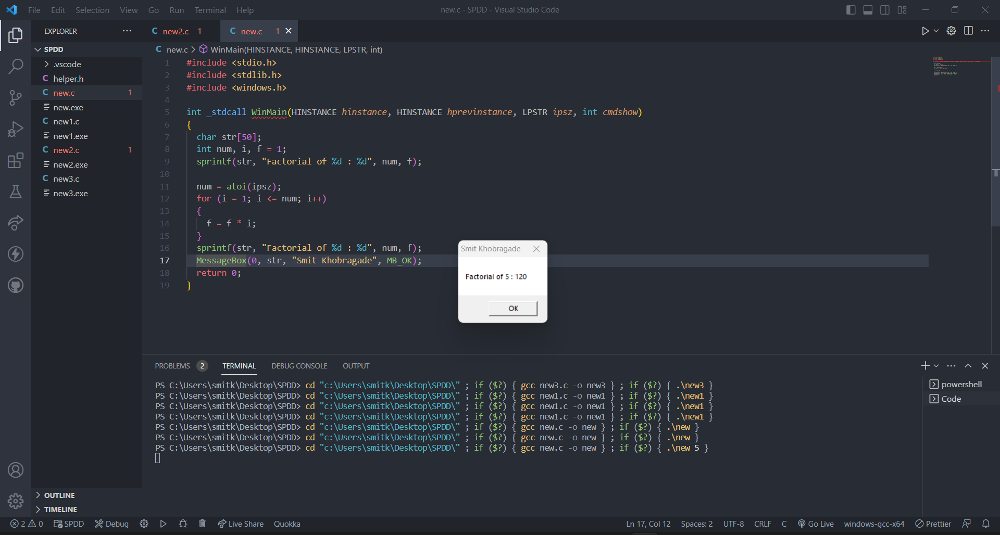 File Edit Selection View Go Run Terminal Help
new.c - SPDD - Visual Studio Code
EXPLORER
SPDD
.vscode
C helper.h
C new.c 1
new.exe
C new1.c
new1.exe
C new2.c 1
new2.exe
C new3.c
new3.exe
OUTLINE
TIMELINE
C new2.c 1 C new.c 1
C new.c > WinMain(HINSTANCE, HINSTANCE, LPSTR, int)
1 #include <stdio.h>
2 #include <stdlib.h>
3 #include <windows.h>
4
5 int _stdcall WinMain(HINSTANCE hinstance, HINSTANCE hprevinstance, LPSTR ipsz, int cmdshow)
6 {
7 char str[50];
8 int num, i, f = 1;
9 sprintf(str, "Factorial of %d : %d", num, f);
10
11 num = atoi(ipsz);
12 for (i = 1; i <= num; i++)
13 {
14 f = f * i;
15 }
16 sprintf(str, "Factorial of %d : %d", num, f);
17 MessageBox(0, str, "Smit Khobragade", MB_OK);
18 return 0;
19 }
Smit Khobragade
Factorial of 5 : 120
OK
PROBLEMS 2 TERMINAL DEBUG CONSOLE OUTPUT
PS C:\Users\smitk\Desktop\SPDD> cd "c:\Users\smitk\Desktop\SPDD\" ; if ($?) { gcc new3.c -o new3 } ; if ($?) { .\new3 }
PS C:\Users\smitk\Desktop\SPDD> cd "c:\Users\smitk\Desktop\SPDD\" ; if ($?) { gcc new1.c -o new1 } ; if ($?) { .\new1 }
PS C:\Users\smitk\Desktop\SPDD> cd "c:\Users\smitk\Desktop\SPDD\" ; if ($?) { gcc new1.c -o new1 } ; if ($?) { .\new1 }
PS C:\Users\smitk\Desktop\SPDD> cd "c:\Users\smitk\Desktop\SPDD\" ; if ($?) { gcc new1.c -o new1 } ; if ($?) { .\new1 }
PS C:\Users\smitk\Desktop\SPDD> cd "c:\Users\smitk\Desktop\SPDD\" ; if ($?) { gcc new.c -o new } ; if ($?) { .\new }
PS C:\Users\smitk\Desktop\SPDD> cd "c:\Users\smitk\Desktop\SPDD\" ; if ($?) { gcc new.c -o new } ; if ($?) { .\new }
PS C:\Users\smitk\Desktop\SPDD> cd "c:\Users\smitk\Desktop\SPDD\" ; if ($?) { gcc new.c -o new } ; if ($?) { .\new 5 }
powershell
Code
2 0 SPDD Debug Live Share Quokka
Ln 17, Col 12 Spaces: 2 UTF-8 CRLF C Go Live windows-gcc-x64 Prettier